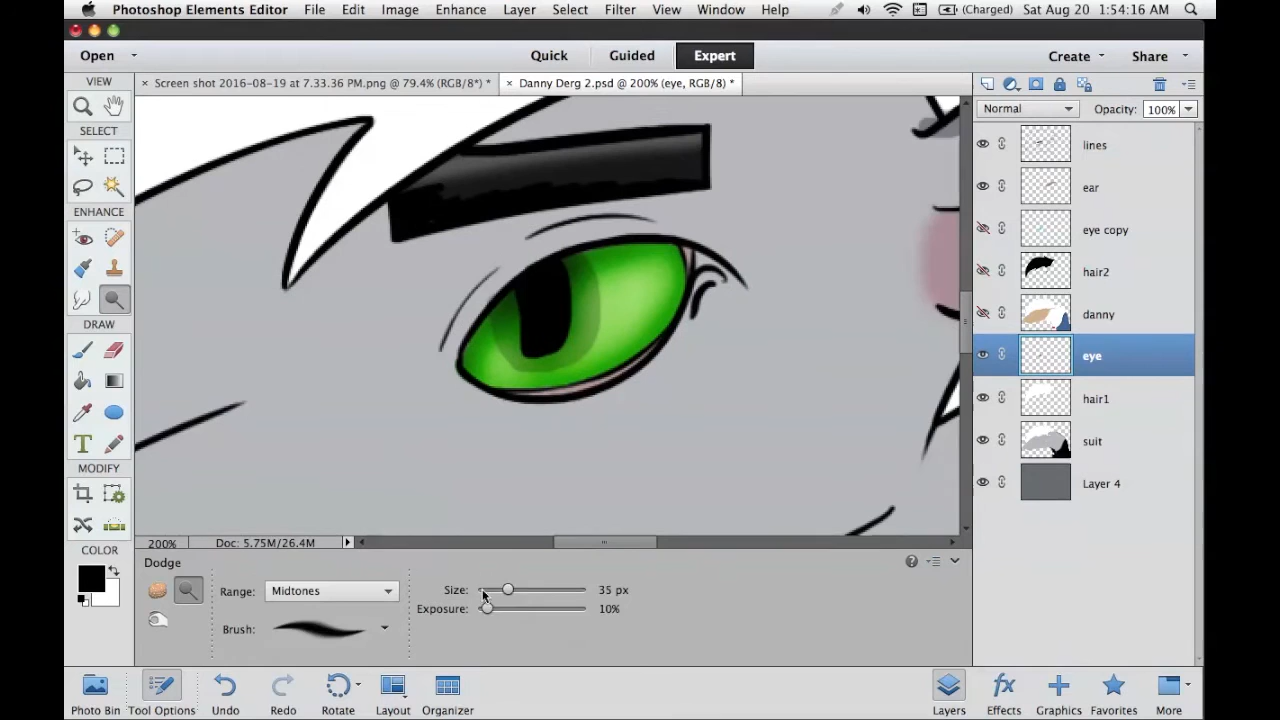 Photoshop Elements Editor File Edit Image Enhance Layer Select Filter View Window Help (Charged) Sat Aug 20 1:54:16 AM
Open Quick Guided Expert Create Share
VIEW × Screen shot 2016-08-19 at 7.33.36 PM.png @ 79.4% (RGB/8*) * × Danny Derg 2.psd @ 200% (eye, RGB/8) *
Normal Opacity: 100%
SELECT
lines
ear
ENHANCE
eye copy
hair2
danny
DRAW
eye
hair1
T
suit
MODIFY
Layer 4
200% Doc: 5.75M/26.4M
COLOR
Dodge
Range: Midtones Size: 35 px
Exposure: 10%
Brush:
Photo Bin Tool Options Undo Redo Rotate Layout Organizer Layers fx Effects Graphics Favorites More